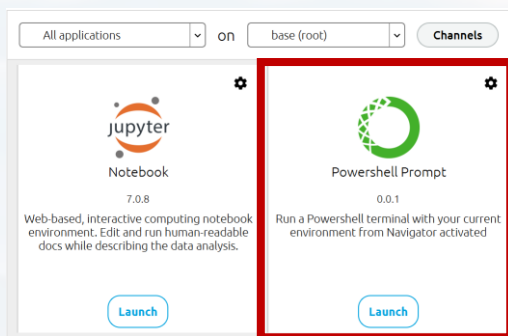 All applications on base (root) Channels
jupyter
Notebook
7.0.8
Web-based, interactive computing notebook
environment. Edit and run human-readable
docs while describing the data analysis.
Launch
Powershell Prompt
0.0.1
Run a Powershell terminal with your current
environment from Navigator activated
Launch